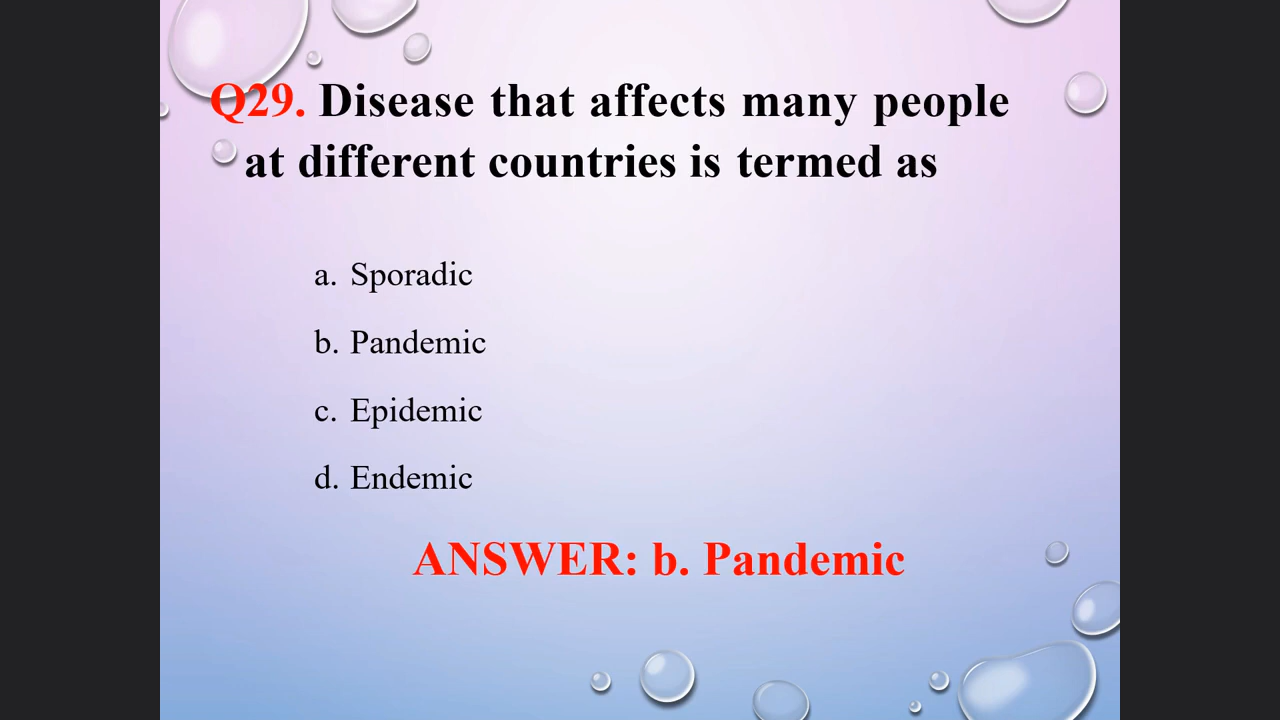 Q29. Disease that affects many people
at different countries is termed as
a. Sporadic
b. Pandemic
c. Epidemic
d. Endemic
ANSWER: b. Pandemic